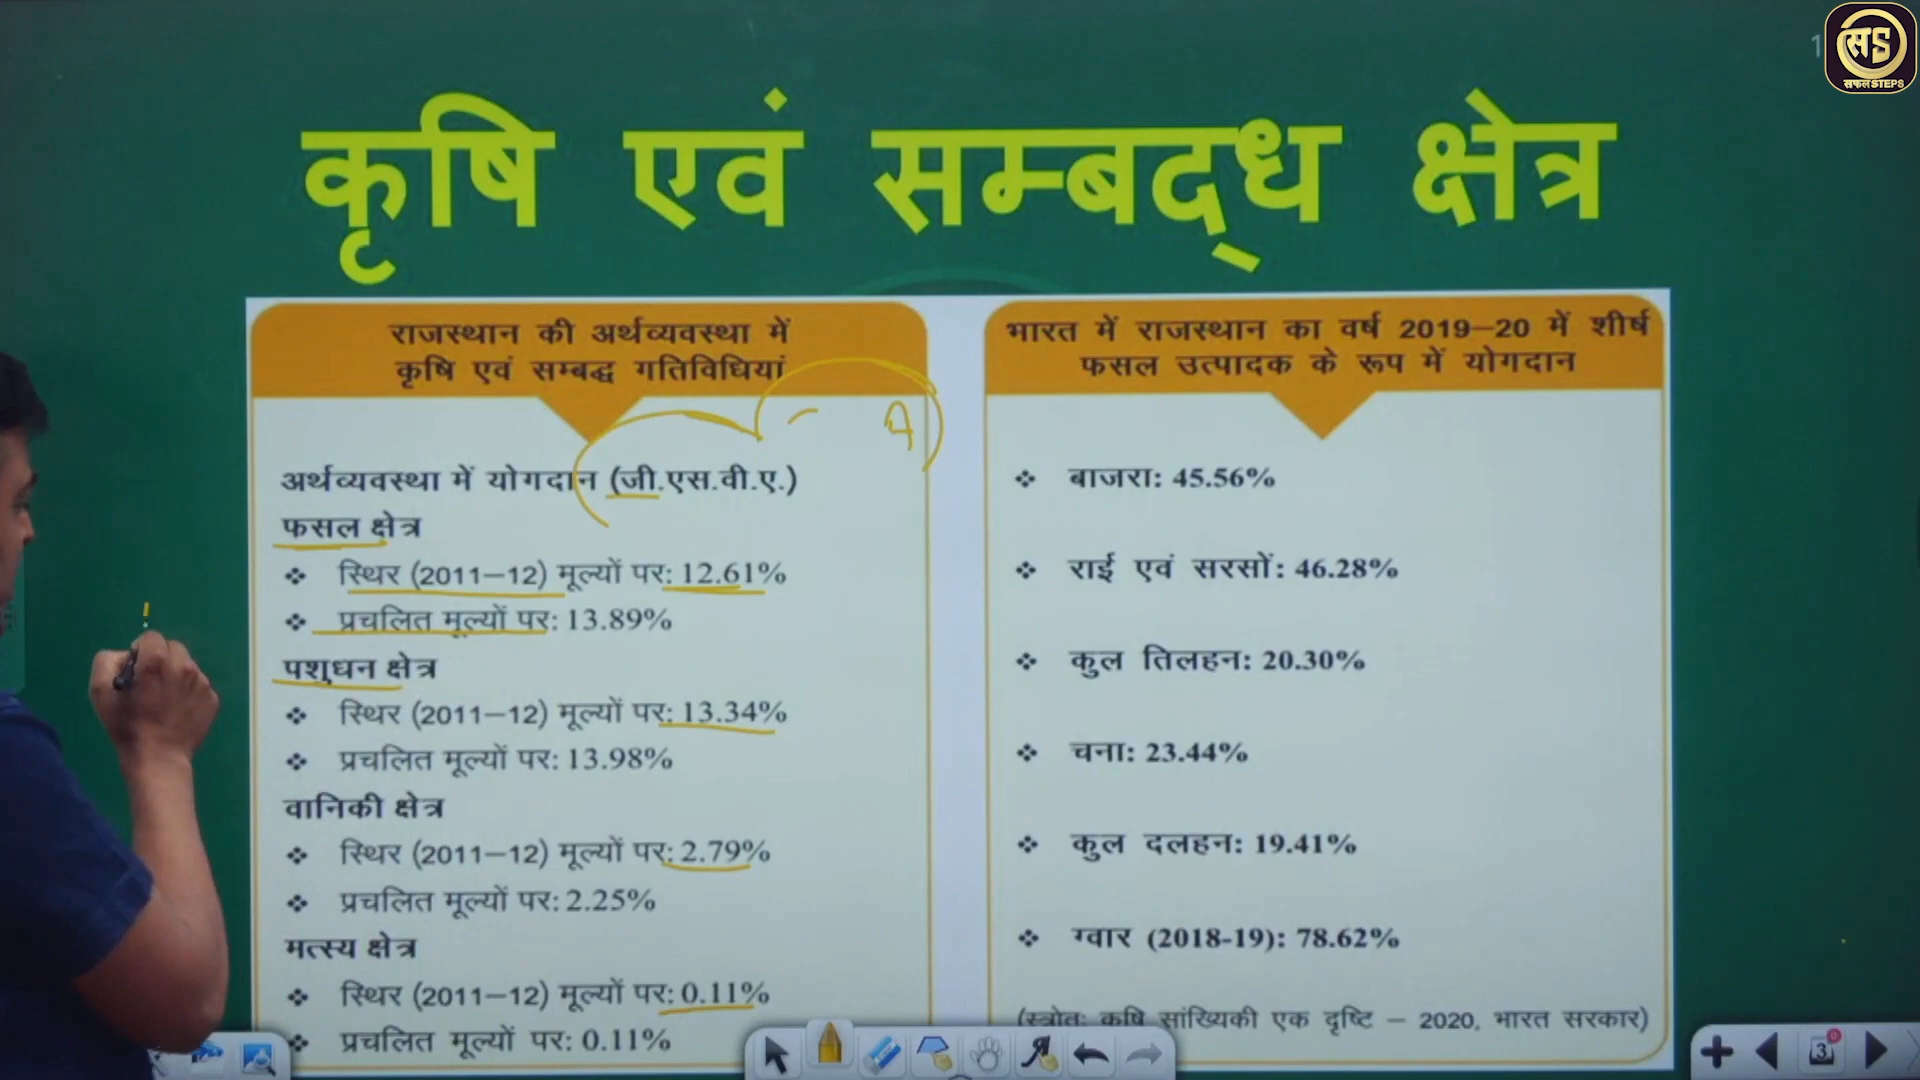 सS
सफलSTEPS
1
कृषि एवं सम्बद्ध क्षेत्र
राजस्थान की अर्थव्यवस्था में
कृषि एवं सम्बद्ध गतिविधियां
अर्थव्यवस्था में योगदान (जी.एस.वी.ए.)
फसल क्षेत्र
❖ स्थिर (2011–12) मूल्यों पर: 12.61%
❖ प्रचलित मूल्यों पर: 13.89%
पशुधन क्षेत्र
❖ स्थिर (2011–12) मूल्यों पर: 13.34%
❖ प्रचलित मूल्यों पर: 13.98%
वानिकी क्षेत्र
❖ स्थिर (2011–12) मूल्यों पर: 2.79%
❖ प्रचलित मूल्यों पर: 2.25%
मत्स्य क्षेत्र
❖ स्थिर (2011–12) मूल्यों पर: 0.11%
❖ प्रचलित मूल्यों पर: 0.11%
भारत में राजस्थान का वर्ष 2019–20 में शीर्ष
फसल उत्पादक के रूप में योगदान
❖ बाजरा: 45.56%
❖ राई एवं सरसों: 46.28%
❖ कुल तिलहन: 20.30%
❖ चना: 23.44%
❖ कुल दलहन: 19.41%
❖ ग्वार (2018-19): 78.62%
(स्त्रोत: कृषि सांख्यिकी एक दृष्टि – 2020, भारत सरकार)
3